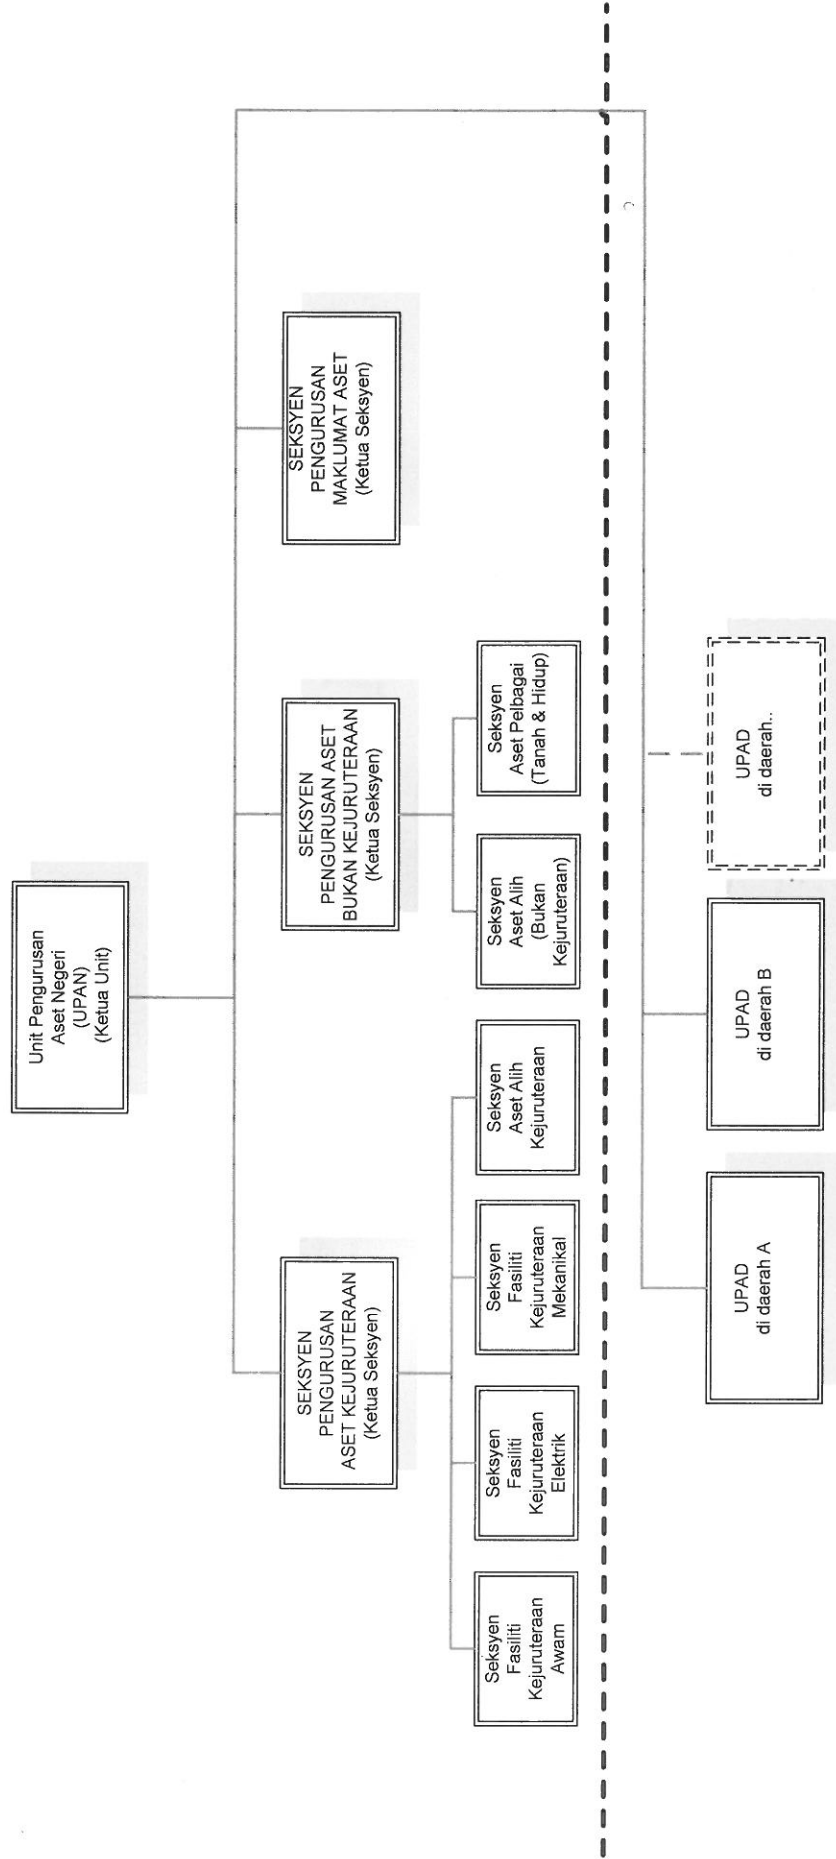 Unit Pengurusan
Aset Negeri
(UPAN)
(Ketua Unit)
SEKSYEN
PENGURUSAN
ASET KEJURUTERAAN
(Ketua Seksyen)
SEKSYEN
PENGURUSAN ASET
BUKAN KEJURUTERAAN
(Ketua Seksyen)
SEKSYEN
PENGURUSAN
MAKLUMAT ASET
(Ketua Seksyen)
Seksyen
Fasiliti
Kejuruteraan
Awam
Seksyen
Fasiliti
Kejuruteraan
Elektrik
Seksyen
Fasiliti
Kejuruteraan
Mekanikal
Seksyen
Aset Alih
Kejuruteraan
Seksyen
Aset Alih
(Bukan
Kejuruteraan)
Seksyen
Aset Pelbagai
(Tanah & Hidup)
UPAD
di daerah A
UPAD
di daerah B
UPAD
di daerah..